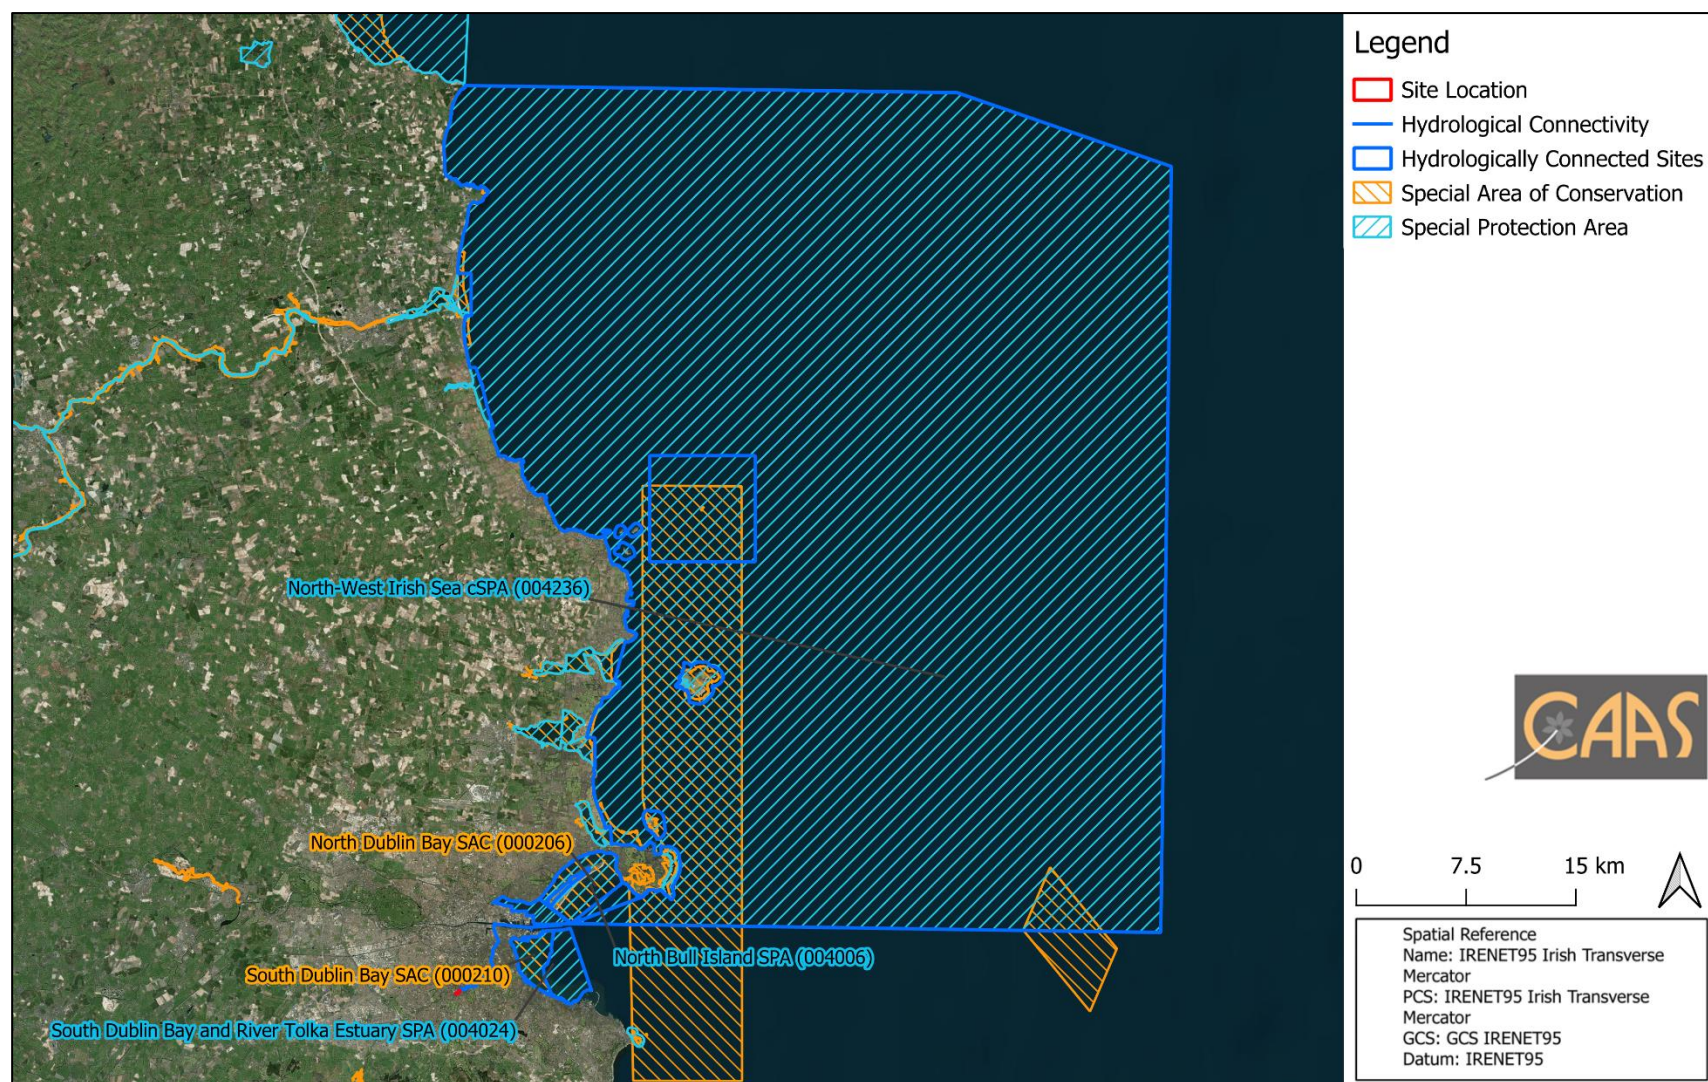 Legend
Site Location
Hydrological Connectivity
Hydrologically Connected Sites
Special Area of Conservation
Special Protection Area
North-West Irish Sea cSPA (004236)
North Dublin Bay SAC (000206)
North Bull Island SPA (004006)
South Dublin Bay SAC (000210)
South Dublin Bay and River Tolka Estuary SPA (004024)
CAAS
0 7.5 15 km
Spatial Reference
Name: IRENET95 Irish Transverse
Mercator
PCS: IRENET95 Irish Transverse
Mercator
GCS: GCS IRENET95
Datum: IRENET95